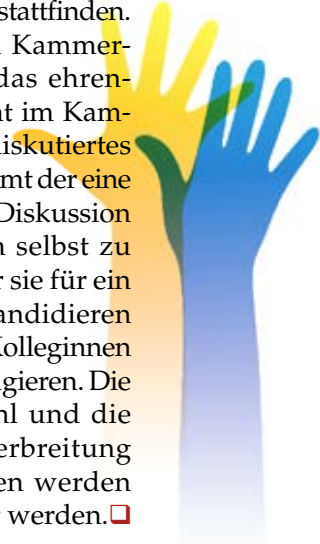 stattfinden.
Kammer-
das ehren-
t im Kam-
iskutiertes
mt der eine
Diskussion
selbst zu
sie für ein
andidieren
Kolleginnen
gieren. Die
hl und die
erbreitung
en werden
werden.